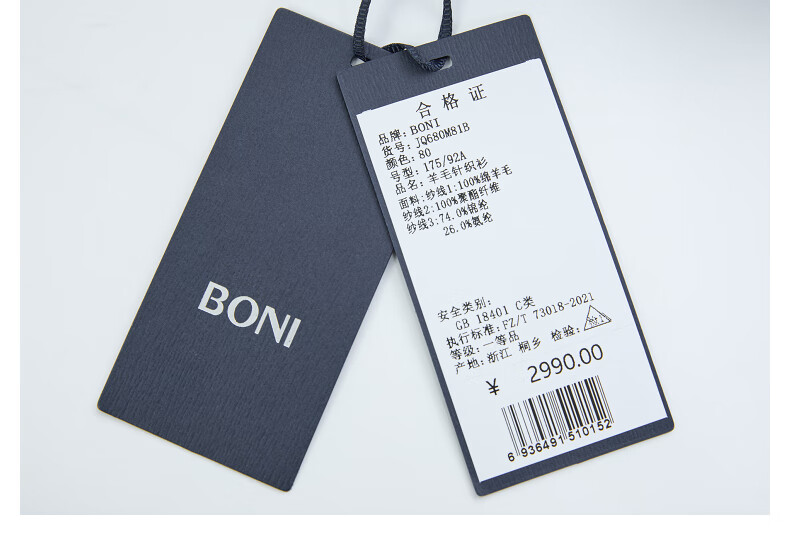 BONI
合格证
品牌: BONI
货号: JQ680M81B
颜色: 80
号型: 175/92A
品名: 羊毛针织衫
面料:纱线1:100%绵羊毛
纱线2:100%聚酯纤维
纱线3:74.0%锦纶
26.0%氨纶
安全类别:
GB 18401 C类
执行标准: FZ/T 73018-2021
等级: 一等品
产地: 浙江 桐乡 检验:
¥ 2990.00
6 936491 510152